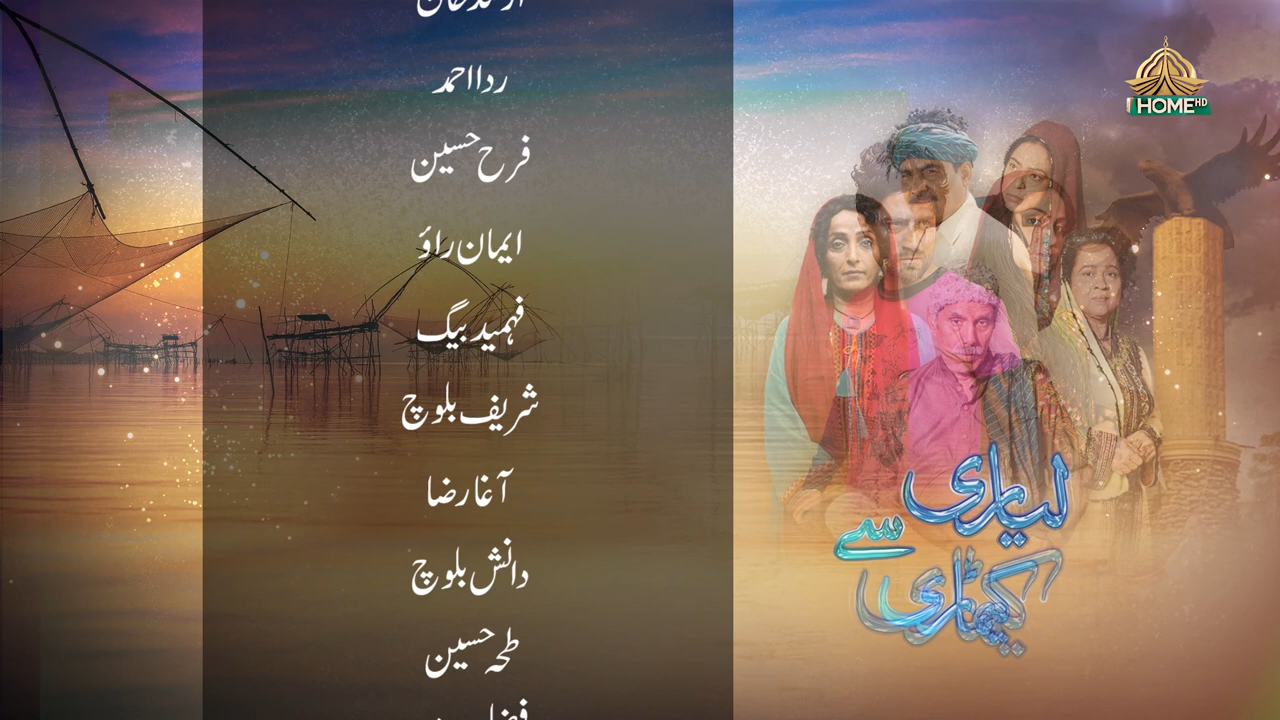 ردا احمد
فرح حسین
ایمان راؤ
فہمید بیگ
شریف بلوچ
آغا رضا
دانش بلوچ
طٰہٰ حسین
HOME HD
لیاری
سے
کیماڑی